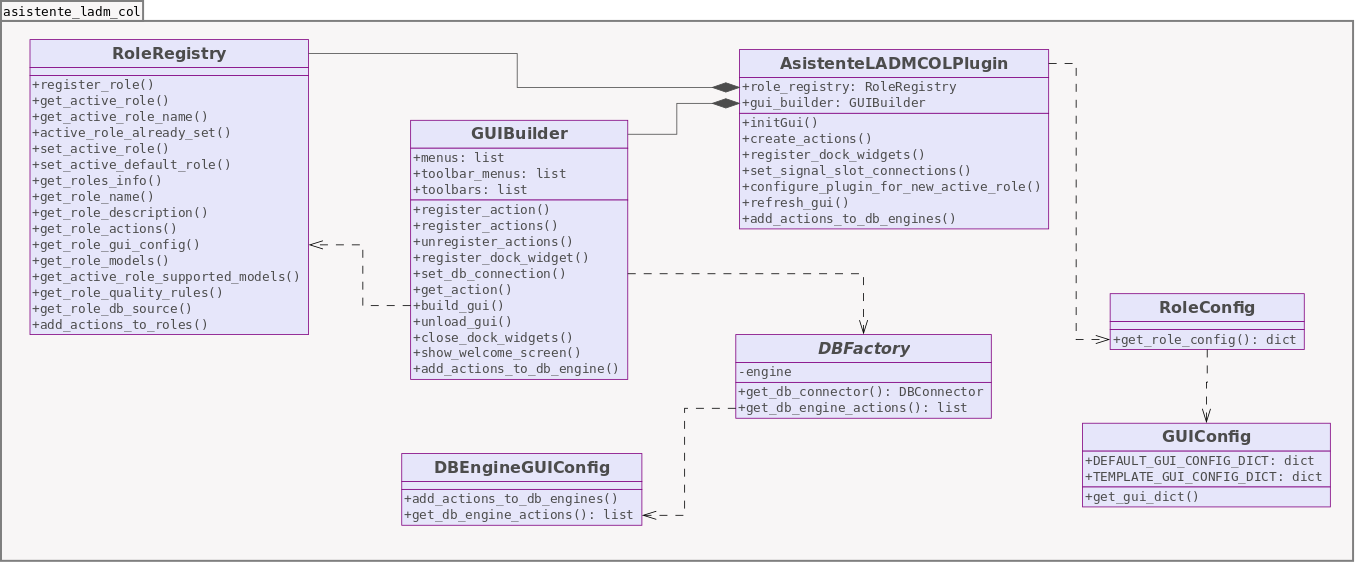 asistente_ladm_col
RoleRegistry
+register_role()
+get_active_role()
+get_active_role_name()
+active_role_already_set()
+set_active_role()
+set_active_default_role()
+get_roles_info()
+get_role_name()
+get_role_description()
+get_role_actions()
+get_role_gui_config()
+get_role_models()
+get_active_role_supported_models()
+get_role_quality_rules()
+get_role_db_source()
+add_actions_to_roles()
GUIBuilder
+menus: list
+toolbar_menus: list
+toolbars: list
+register_action()
+register_actions()
+unregister_actions()
+register_dock_widget()
+set_db_connection()
+get_action()
+build_gui()
+unload_gui()
+close_dock_widgets()
+show_welcome_screen()
+add_actions_to_db_engine()
AsistenteLADMCOLPlugin
+role_registry: RoleRegistry
+gui_builder: GUIBuilder
+initGui()
+create_actions()
+register_dock_widgets()
+set_signal_slot_connections()
+configure_plugin_for_new_active_role()
+refresh_gui()
+add_actions_to_db_engines()
RoleConfig
+get_role_config(): dict
DBFactory
-engine
+get_db_connector(): DBConnector
+get_db_engine_actions(): list
GUIConfig
+DEFAULT_GUI_CONFIG_DICT: dict
+TEMPLATE_GUI_CONFIG_DICT: dict
+get_gui_dict()
DBEngineGUIConfig
+add_actions_to_db_engines()
+get_db_engine_actions(): list